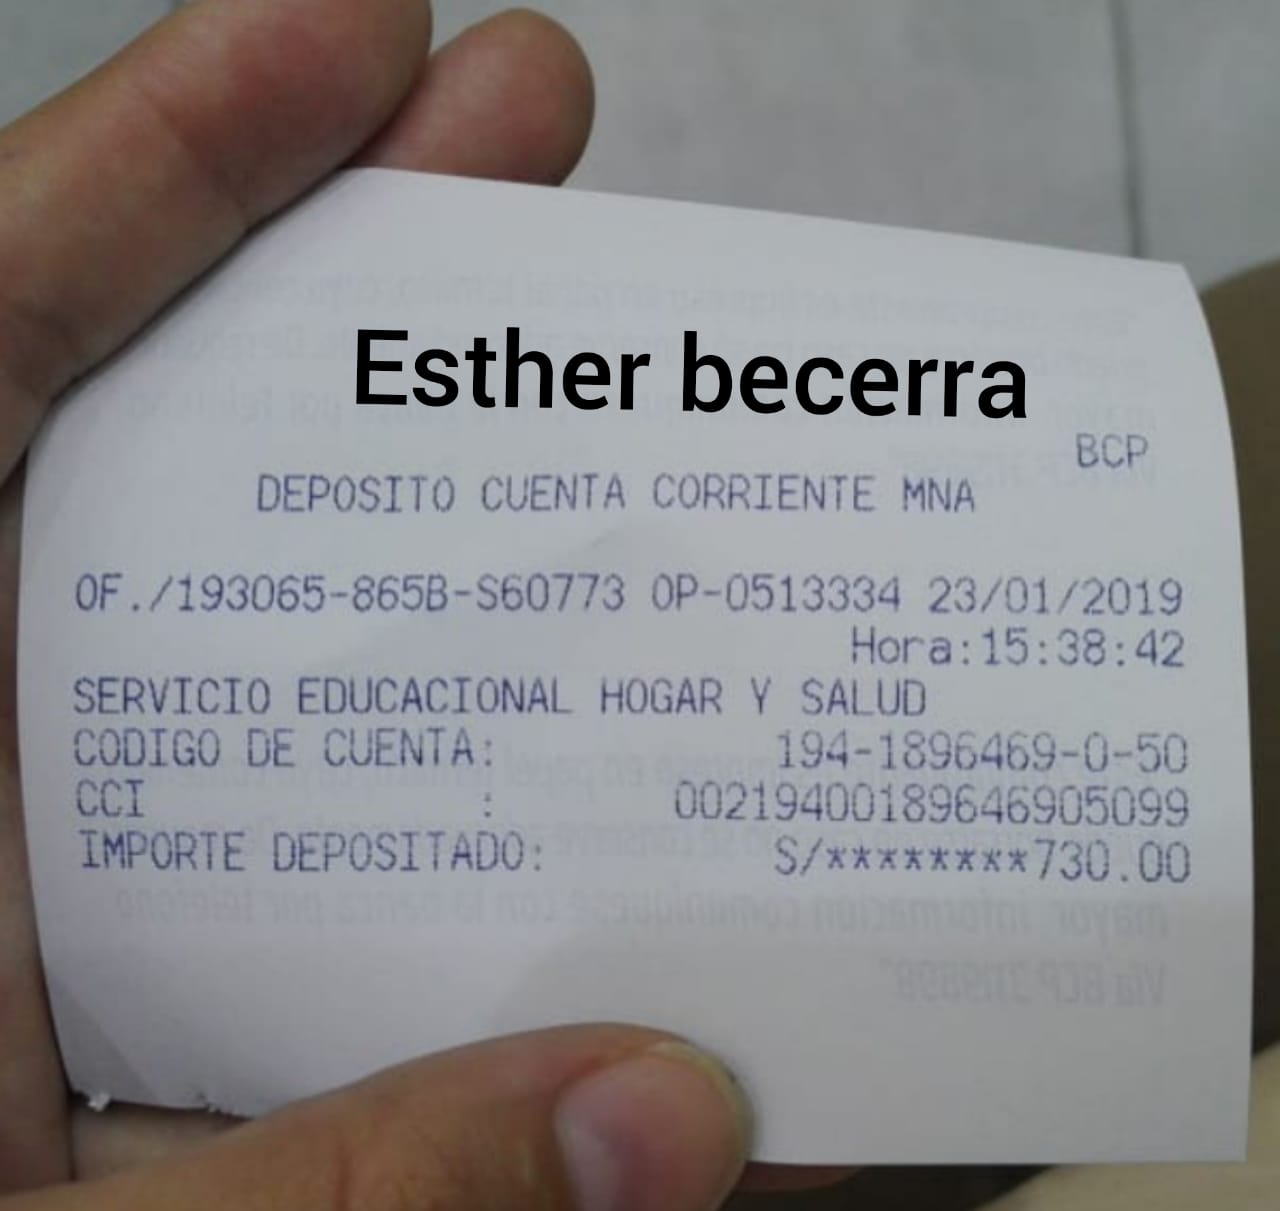 Esther becerra
BCP
DEPOSITO CUENTA CORRIENTE MNA
OF./193065-865B-S60773 OP-0513334 23/01/2019
Hora:15:38:42
SERVICIO EDUCACIONAL HOGAR Y SALUD
CODIGO DE CUENTA: 194-1896469-0-50
CCI : 00219400189646905099
IMPORTE DEPOSITADO: S/********730.00